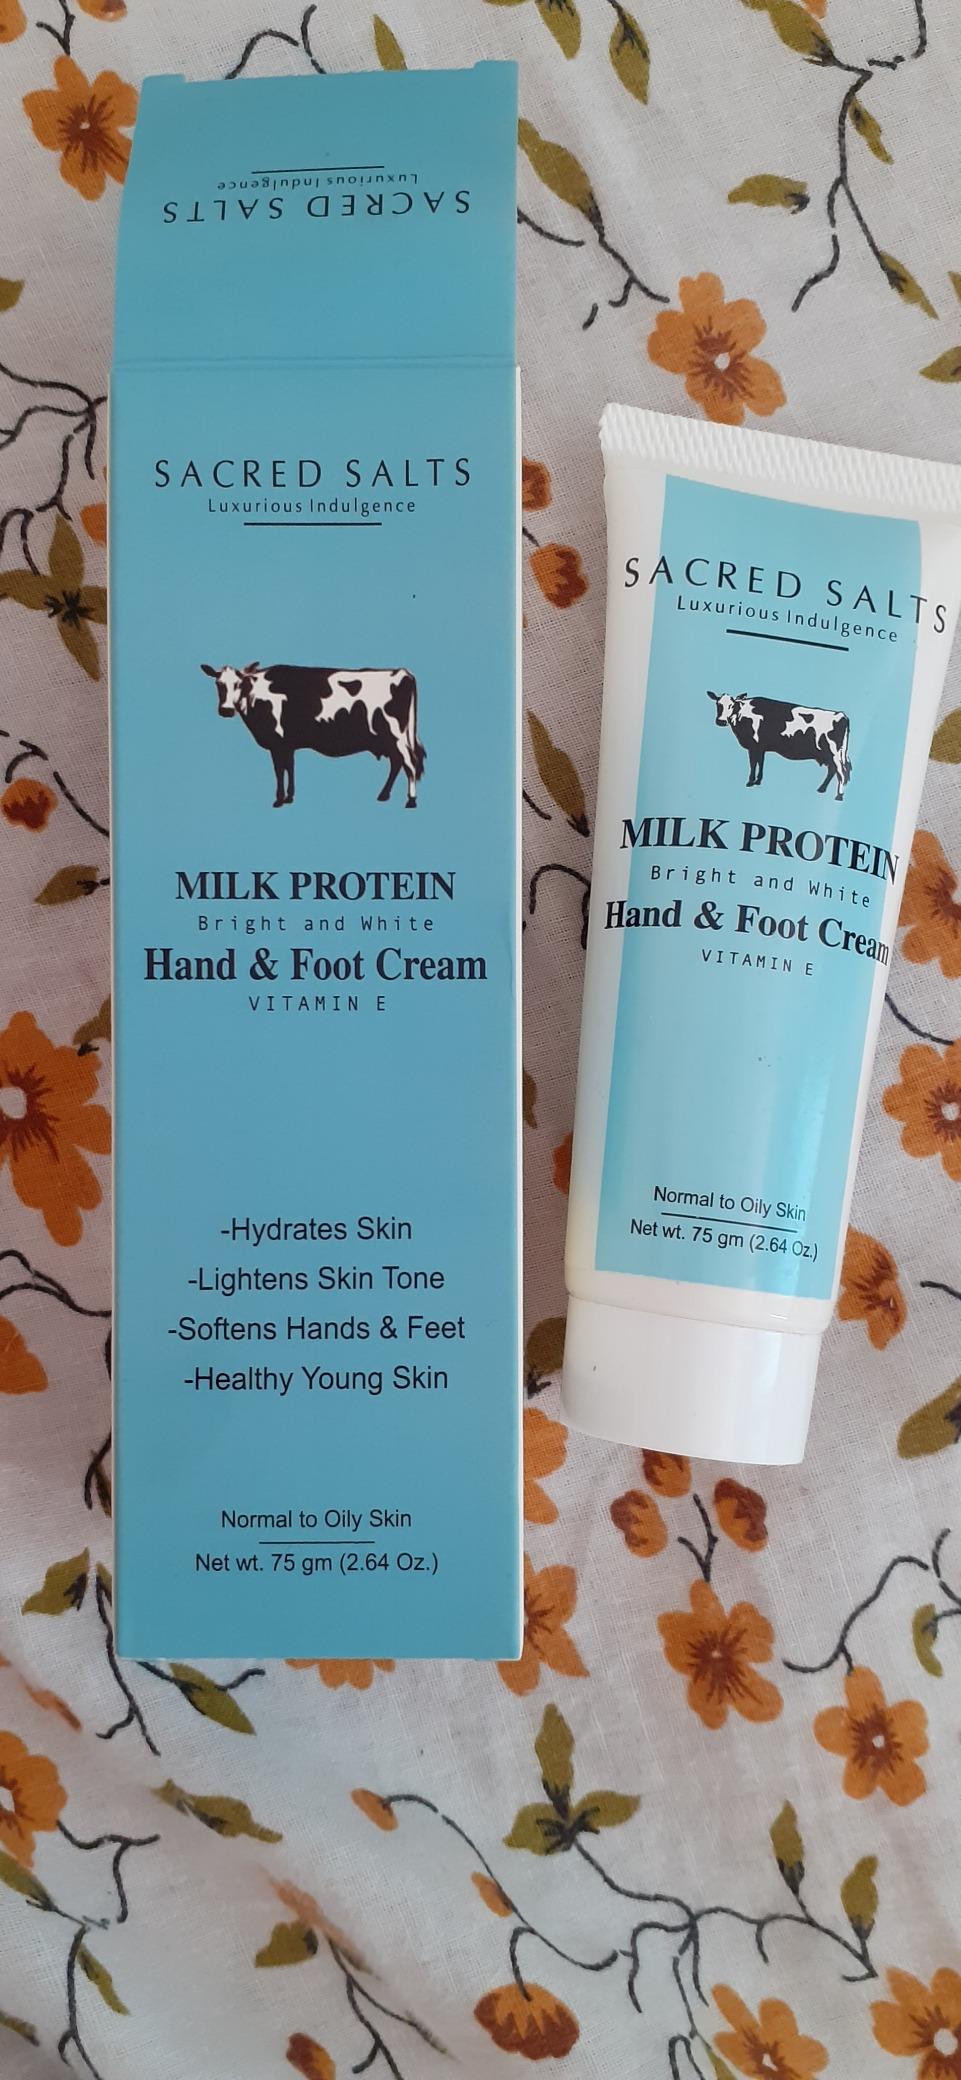 SACRED SALTS
Luxurious Indulgence
SACRED SALTS
Luxurious Indulgence
MILK PROTEIN
Bright and White
Hand & Foot Cream
VITAMIN E
-Hydrates Skin
-Lightens Skin Tone
-Softens Hands & Feet
-Healthy Young Skin
Normal to Oily Skin
Net wt. 75 gm (2.64 Oz.)
SACRED SALTS
Luxurious Indulgence
MILK PROTEIN
Bright and White
Hand & Foot Cream
VITAMIN E
Normal to Oily Skin
Net wt. 75 gm (2.64 Oz.)